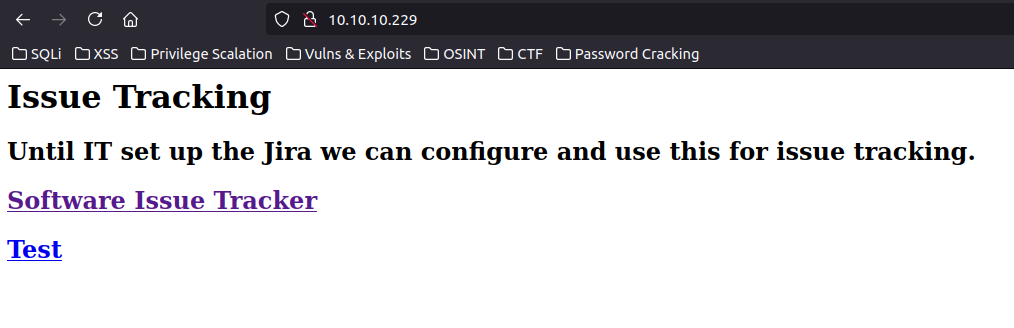 10.10.10.229
SQLi XSS Privilege Scalation Vulns & Exploits OSINT CTF Password Cracking
Issue Tracking
Until IT set up the Jira we can configure and use this for issue tracking.
Software Issue Tracker
Test